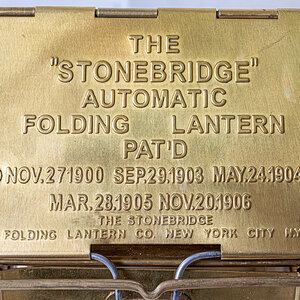 THE
"STONEBRIDGE"
AUTOMATIC
FOLDING LANTERN
PAT'D
NOV.27 1900 SEP.29.1903 MAY.24.1904
MAR.28.1905 NOV.20.1906
THE STONEBRIDGE
FOLDING LANTERN CO. NEW YORK CITY NY